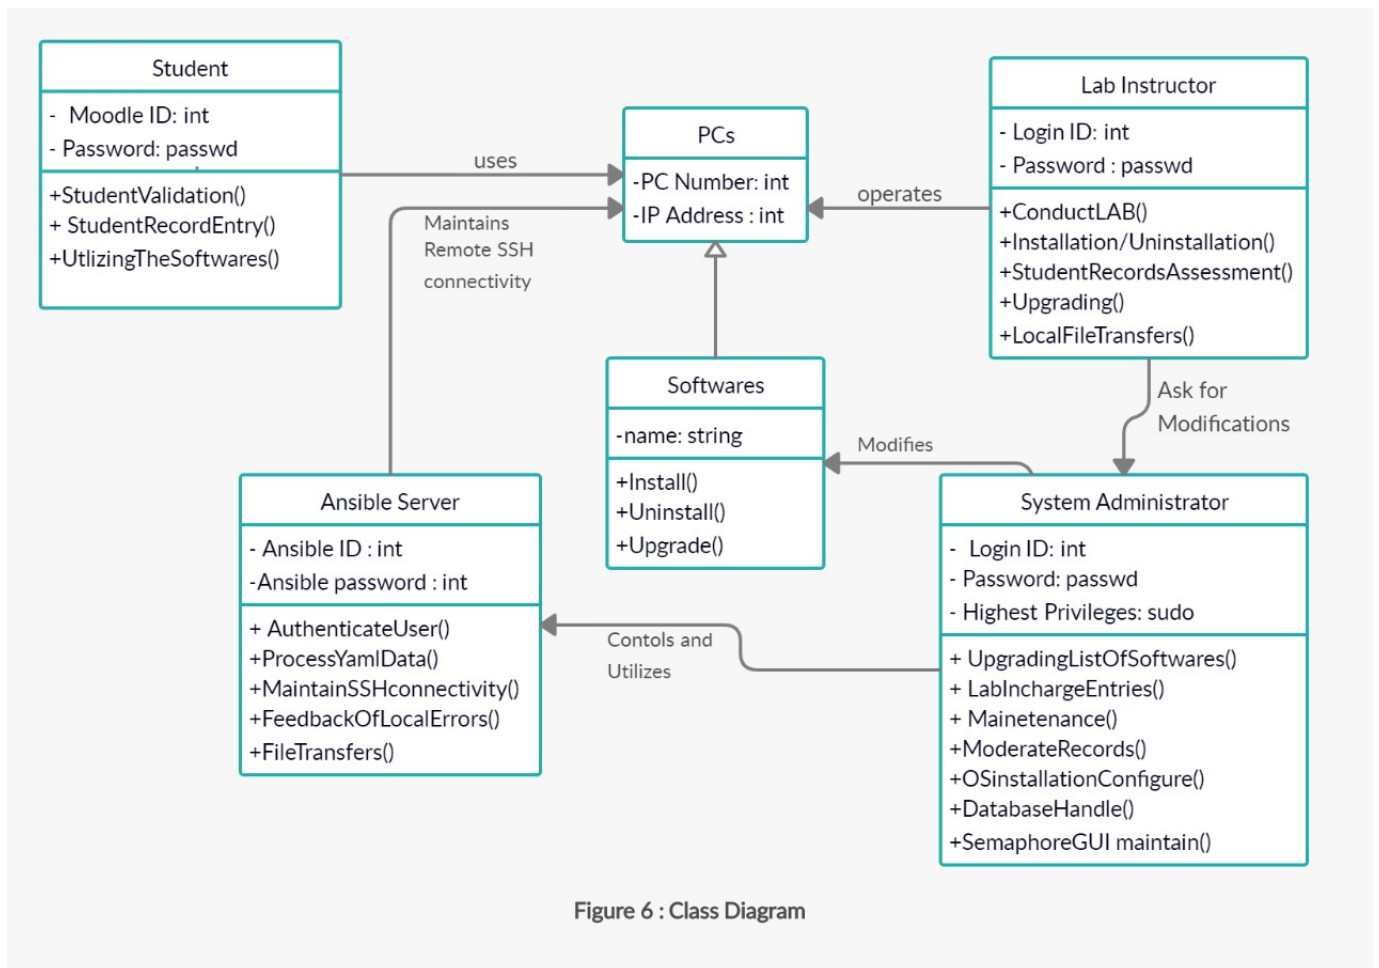 Student
- Moodle ID: int
- Password: passwd
+StudentValidation()
+ StudentRecordEntry()
+UtlizingTheSoftwares()
uses
Maintains
Remote SSH
connectivity
PCs
-PC Number: int
-IP Address : int
operates
Lab Instructor
- Login ID: int
- Password : passwd
+ConductLAB()
+Installation/Uninstallation()
+StudentRecordsAssessment()
+Upgrading()
+LocalFileTransfers()
Ask for
Modifications
Softwares
-name: string
+Install()
+Uninstall()
+Upgrade()
Modifies
Ansible Server
- Ansible ID : int
-Ansible password : int
+ AuthenticateUser()
+ProcessYamlData()
+MaintainSSHconnectivity()
+FeedbackOfLocalErrors()
+FileTransfers()
Contols and
Utilizes
System Administrator
- Login ID: int
- Password: passwd
- Highest Privileges: sudo
+ UpgradingListOfSoftwares()
+ LabInchargeEntries()
+ Mainetenance()
+ModerateRecords()
+OSinstallationConfigure()
+DatabaseHandle()
+SemaphoreGUI maintain()
Figure 6 : Class Diagram